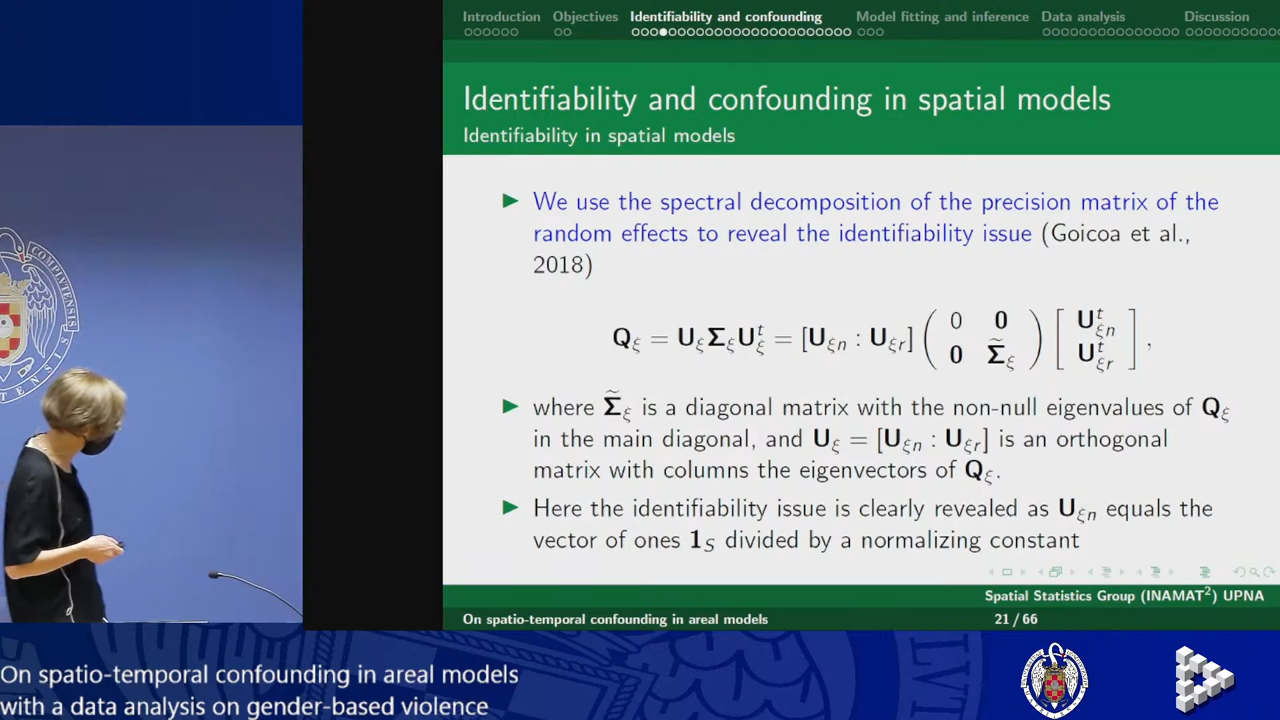 Introduction Objectives Identifiability and confounding Model fitting and inference Data analysis Discussion
Identifiability and confounding in spatial models
Identifiability in spatial models
We use the spectral decomposition of the precision matrix of the
random effects to reveal the identifiability issue (Goicoa et al.,
2018)
Q_ξ = U_ξ Σ_ξ U_ξ^t = [U_ξn : U_ξr] ( 0 0 ; 0 Σ̃_ξ ) [ U_ξn^t ; U_ξr^t ],
where Σ̃_ξ is a diagonal matrix with the non-null eigenvalues of Q_ξ
in the main diagonal, and U_ξ = [U_ξn : U_ξr] is an orthogonal
matrix with columns the eigenvectors of Q_ξ.
Here the identifiability issue is clearly revealed as U_ξn equals the
vector of ones 1_S divided by a normalizing constant
Spatial Statistics Group (INAMAT²) UPNA
On spatio-temporal confounding in areal models 21 / 66
On spatio-temporal confounding in areal models
with a data analysis on gender-based violence